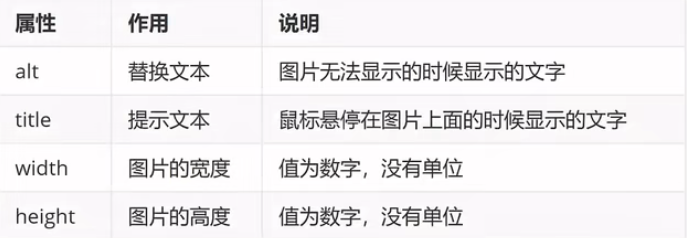 属性 作用 说明
alt 替换文本 图片无法显示的时候显示的文字
title 提示文本 鼠标悬停在图片上面的时候显示的文字
width 图片的宽度 值为数字，没有单位
height 图片的高度 值为数字，没有单位